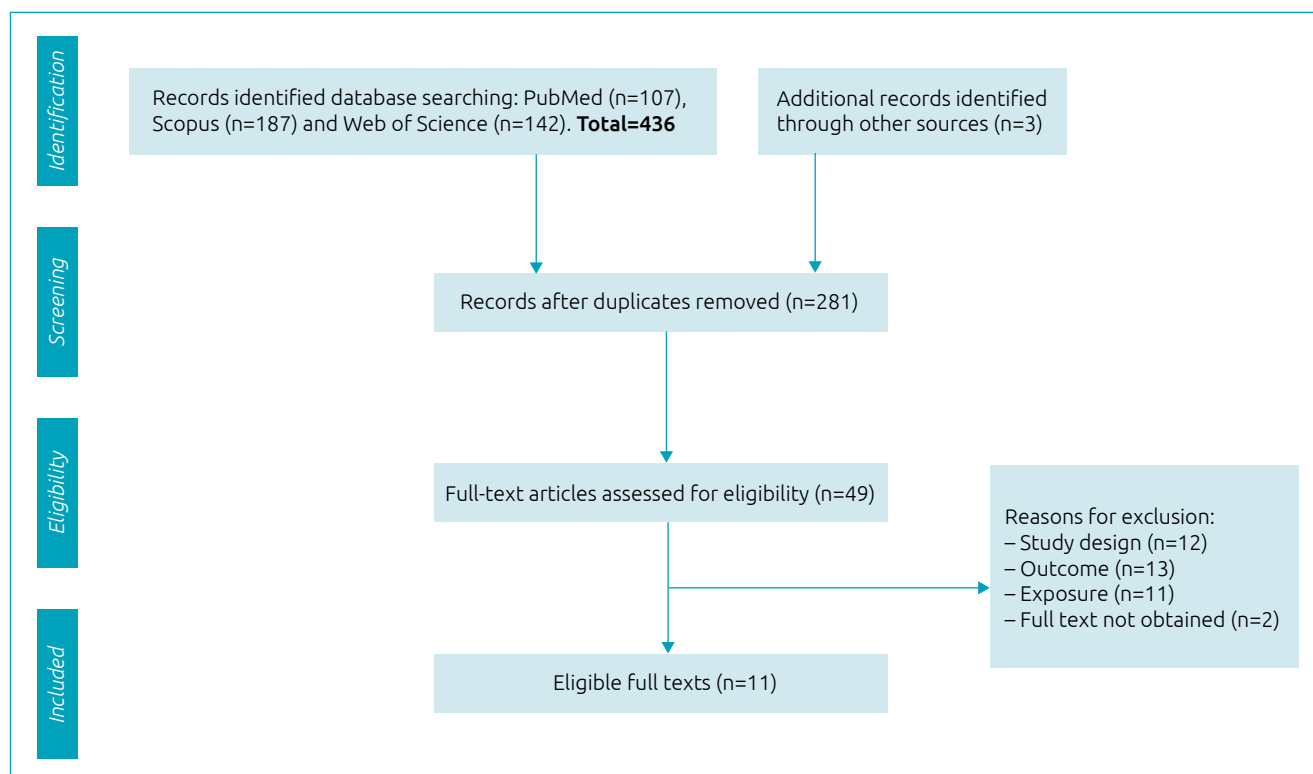 Identification
Records identified database searching: PubMed (n=107),
Scopus (n=187) and Web of Science (n=142). Total=436
Additional records identified
through other sources (n=3)
Screening
Records after duplicates removed (n=281)
Eligibility
Full-text articles assessed for eligibility (n=49)
Reasons for exclusion:
– Study design (n=12)
– Outcome (n=13)
– Exposure (n=11)
– Full text not obtained (n=2)
Included
Eligible full texts (n=11)